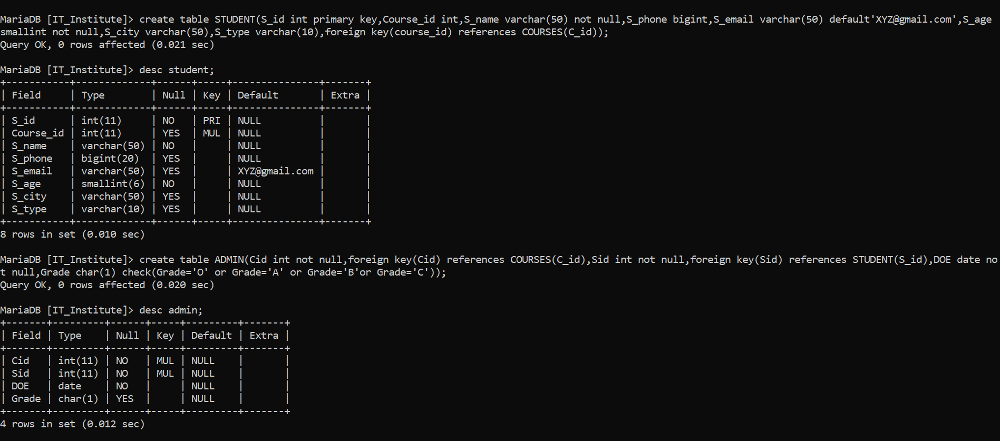 MariaDB [IT_Institute]> create table STUDENT(S_id int primary key,Course_id int,S_name varchar(50) not null,S_phone bigint,S_email varchar(50) default'XYZ@gmail.com',S_age
smallint not null,S_city varchar(50),S_type varchar(10),foreign key(course_id) references COURSES(C_id));
Query OK, 0 rows affected (0.021 sec)

MariaDB [IT_Institute]> desc student;
+-----------+-------------+------+-----+---------------+-------+
| Field     | Type        | Null | Key | Default       | Extra |
+-----------+-------------+------+-----+---------------+-------+
| S_id      | int(11)     | NO   | PRI | NULL          |       |
| Course_id | int(11)     | YES  | MUL | NULL          |       |
| S_name    | varchar(50) | NO   |     | NULL          |       |
| S_phone   | bigint(20)  | YES  |     | NULL          |       |
| S_email   | varchar(50) | YES  |     | XYZ@gmail.com |       |
| S_age     | smallint(6) | NO   |     | NULL          |       |
| S_city    | varchar(50) | YES  |     | NULL          |       |
| S_type    | varchar(10) | YES  |     | NULL          |       |
+-----------+-------------+------+-----+---------------+-------+
8 rows in set (0.010 sec)

MariaDB [IT_Institute]> create table ADMIN(Cid int not null,foreign key(Cid) references COURSES(C_id),Sid int not null,foreign key(Sid) references STUDENT(S_id),DOE date no
t null,Grade char(1) check(Grade='O' or Grade='A' or Grade='B'or Grade='C'));
Query OK, 0 rows affected (0.020 sec)

MariaDB [IT_Institute]> desc admin;
+-------+---------+------+-----+---------+-------+
| Field | Type    | Null | Key | Default | Extra |
+-------+---------+------+-----+---------+-------+
| Cid   | int(11) | NO   | MUL | NULL    |       |
| Sid   | int(11) | NO   | MUL | NULL    |       |
| DOE   | date    | NO   |     | NULL    |       |
| Grade | char(1) | YES  |     | NULL    |       |
+-------+---------+------+-----+---------+-------+
4 rows in set (0.012 sec)